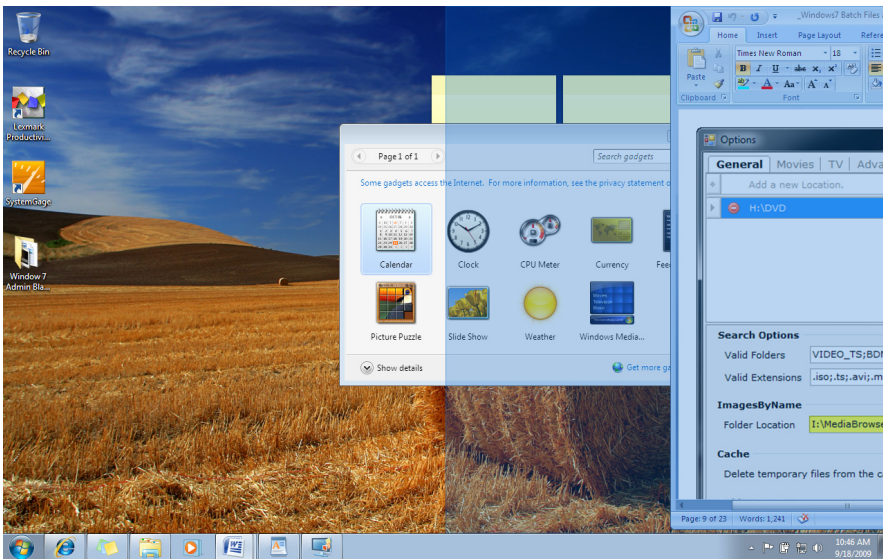 Recycle Bin
Lexmark
Productivi...
SystemGage
Window 7
Admin Bla...
_Windows7 Batch Files
Home Insert Page Layout Refere
Times New Roman 18
Paste
B I U abc x, x²
A Aa A A
Clipboard Font
Page 1 of 1
Search gadgets
Some gadgets access the Internet. For more information, see the privacy statement o
Calendar Clock CPU Meter Currency Fee
Picture Puzzle Slide Show Weather Windows Media...
Show details
Get more ga
Options
General Movies TV Adva
Add a new Location.
H:\DVD
Search Options
Valid Folders VIDEO_TS;BDM
Valid Extensions .iso;.ts;.avi;.m
ImagesByName
Folder Location I:\MediaBrowse
Cache
Delete temporary files from the c
Page: 9 of 23 Words: 1,241
10:46 AM
9/18/2009